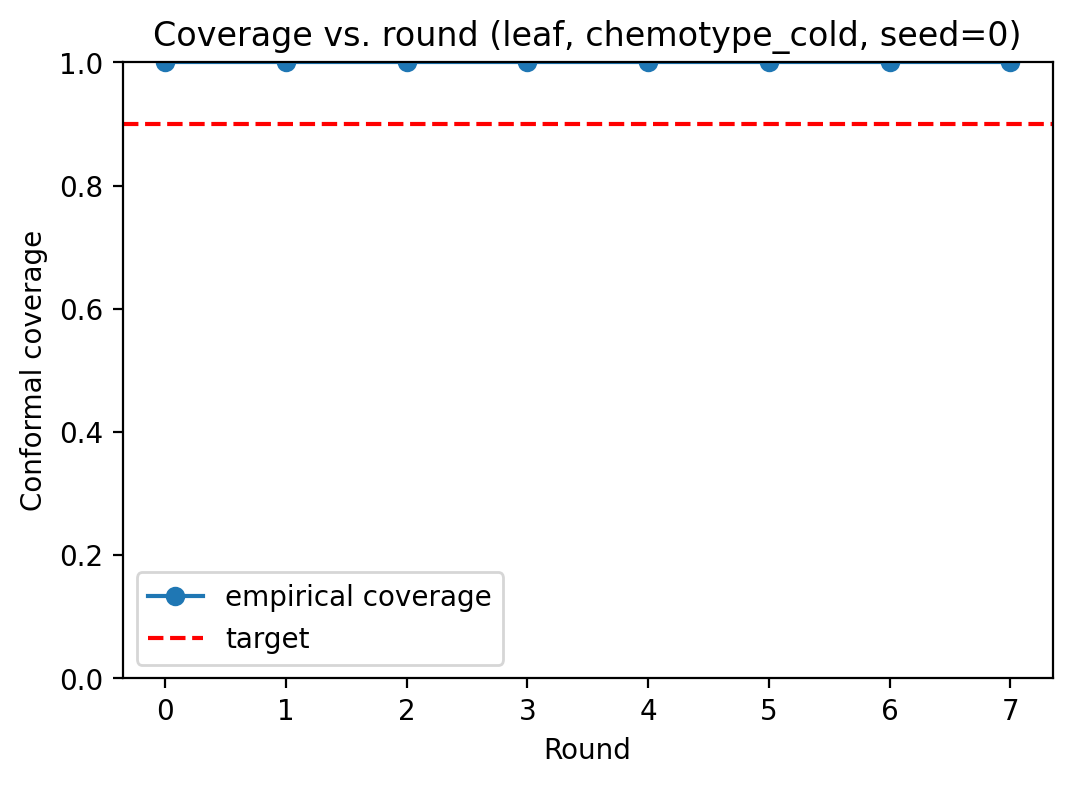 Coverage vs. round (leaf, chemotype_cold, seed=0)
1.0
0.8
0.6
0.4
0.2
0.0
Conformal coverage
empirical coverage
target
0 1 2 3 4 5 6 7
Round